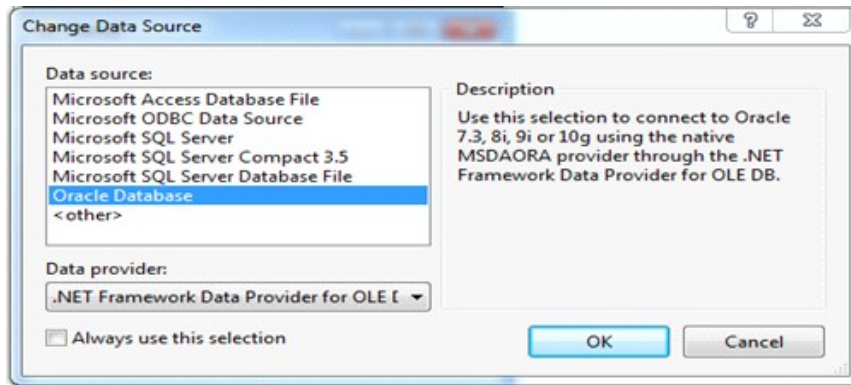 Change Data Source
Data source:
Microsoft Access Database File
Microsoft ODBC Data Source
Microsoft SQL Server
Microsoft SQL Server Compact 3.5
Microsoft SQL Server Database File
Oracle Database
<other>
Data provider:
.NET Framework Data Provider for OLE D
Always use this selection
Description
Use this selection to connect to Oracle
7.3, 8i, 9i or 10g using the native
MSDAORA provider through the .NET
Framework Data Provider for OLE DB.
OK
Cancel